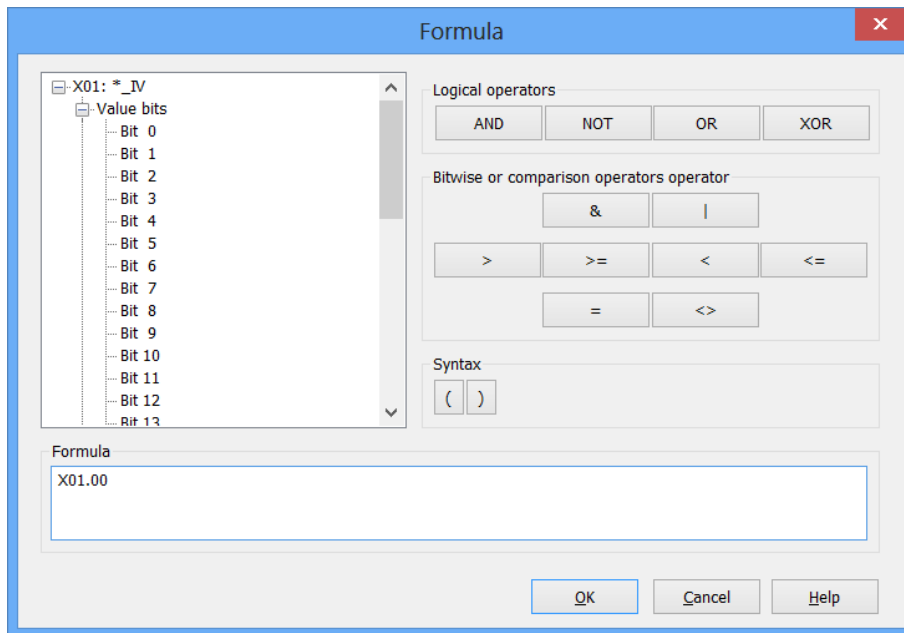 Formula
X01: *_IV
Value bits
Bit 0
Bit 1
Bit 2
Bit 3
Bit 4
Bit 5
Bit 6
Bit 7
Bit 8
Bit 9
Bit 10
Bit 11
Bit 12
Bit 13
Logical operators
AND NOT OR XOR
Bitwise or comparison operators operator
& |
> >= < <=
= <>
Syntax
( )
Formula
X01.00
OK Cancel Help